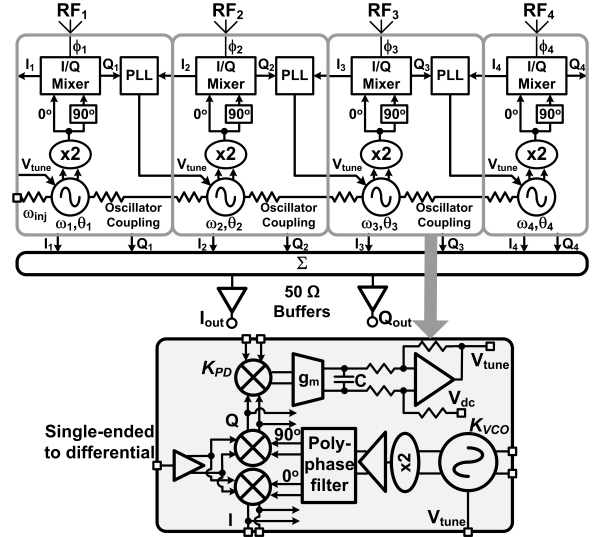 RF1 RF2 RF3 RF4
ϕ1 ϕ2 ϕ3 ϕ4
I1 I/Q Mixer Q1 PLL I2 I/Q Mixer Q2 PLL I3 I/Q Mixer Q3 PLL I4 I/Q Mixer Q4
0° 90° 0° 90° 0° 90° 0° 90°
x2 x2 x2 x2
Vtune Vtune Vtune Vtune
ωinj ω1,θ1 Oscillator Coupling ω2,θ2 Oscillator Coupling ω3,θ3 Oscillator Coupling ω4,θ4
I1 Q1 I2 Q2 I3 Q3 I4 Q4
Σ
Iout 50 Ω Buffers Qout
KPD gm C Vtune
Vdc
Q 90° KVCO
Single-ended to differential
Poly-phase filter x2
0°
I Vtune